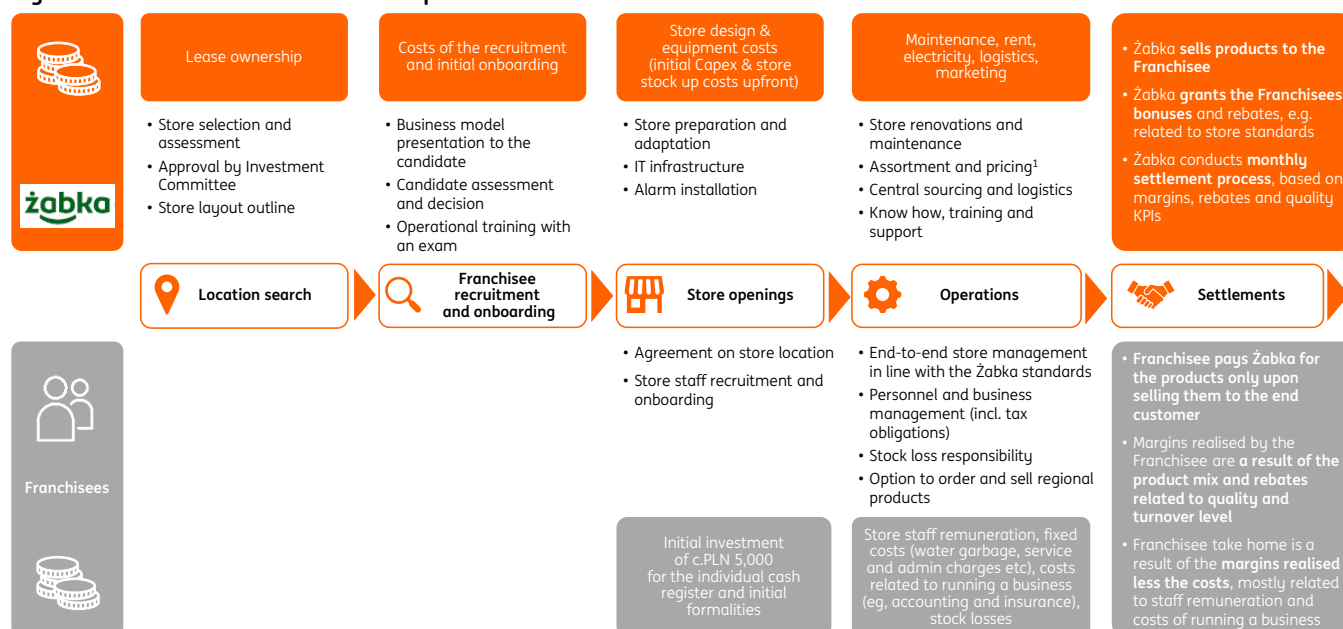 Lease ownership
Costs of the recruitment
and initial onboarding
Store design &
equipment costs
(initial Capex & store
stock up costs upfront)
Maintenance, rent,
electricity, logistics,
marketing
• Żabka sells products to the
Franchisee
• Żabka grants the Franchisees
bonuses and rebates, e.g.
related to store standards
• Żabka conducts monthly
settlement process, based on
margins, rebates and quality
KPIs
żabka
• Store selection and
assessment
• Approval by Investment
Committee
• Store layout outline
• Business model
presentation to the
candidate
• Candidate assessment
and decision
• Operational training with
an exam
• Store preparation and
adaptation
• IT infrastructure
• Alarm installation
• Store renovations and
maintenance
• Assortment and pricing¹
• Central sourcing and logistics
• Know how, training and
support
Location search
Franchisee
recruitment
and onboarding
Store openings
Operations
Settlements
Franchisees
• Agreement on store location
• Store staff recruitment and
onboarding
• End-to-end store management
in line with the Żabka standards
• Personnel and business
management (incl. tax
obligations)
• Stock loss responsibility
• Option to order and sell regional
products
• Franchisee pays Żabka for
the products only upon
selling them to the end
customer
• Margins realised by the
Franchisee are a result of the
product mix and rebates
related to quality and
turnover level
• Franchisee take home is a
result of the margins realised
less the costs, mostly related
to staff remuneration and
costs of running a business
Initial investment
of c.PLN 5,000
for the individual cash
register and initial
formalities
Store staff remuneration, fixed
costs (water garbage, service
and admin charges etc), costs
related to running a business
(eg, accounting and insurance),
stock losses